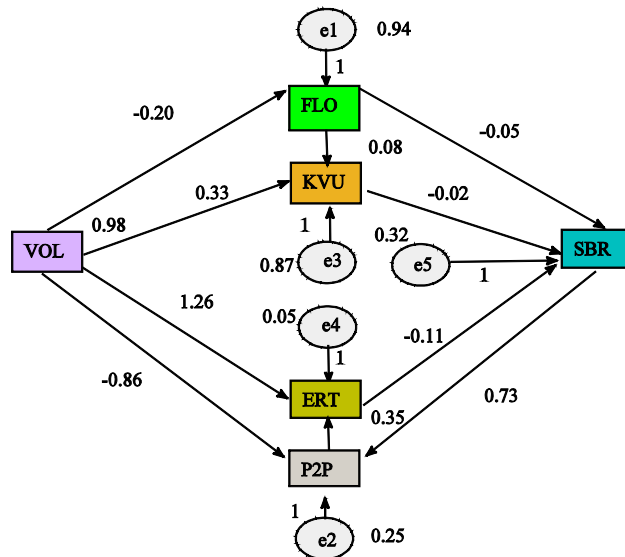 e1
0.94
1
FLO
-0.20
-0.05
0.08
KVU
0.33
-0.02
0.98
1
0.32
VOL
SBR
0.87
e3
e5
1
1.26
0.05
e4
-0.11
1
-0.86
ERT
0.35
0.73
P2P
1
e2
0.25